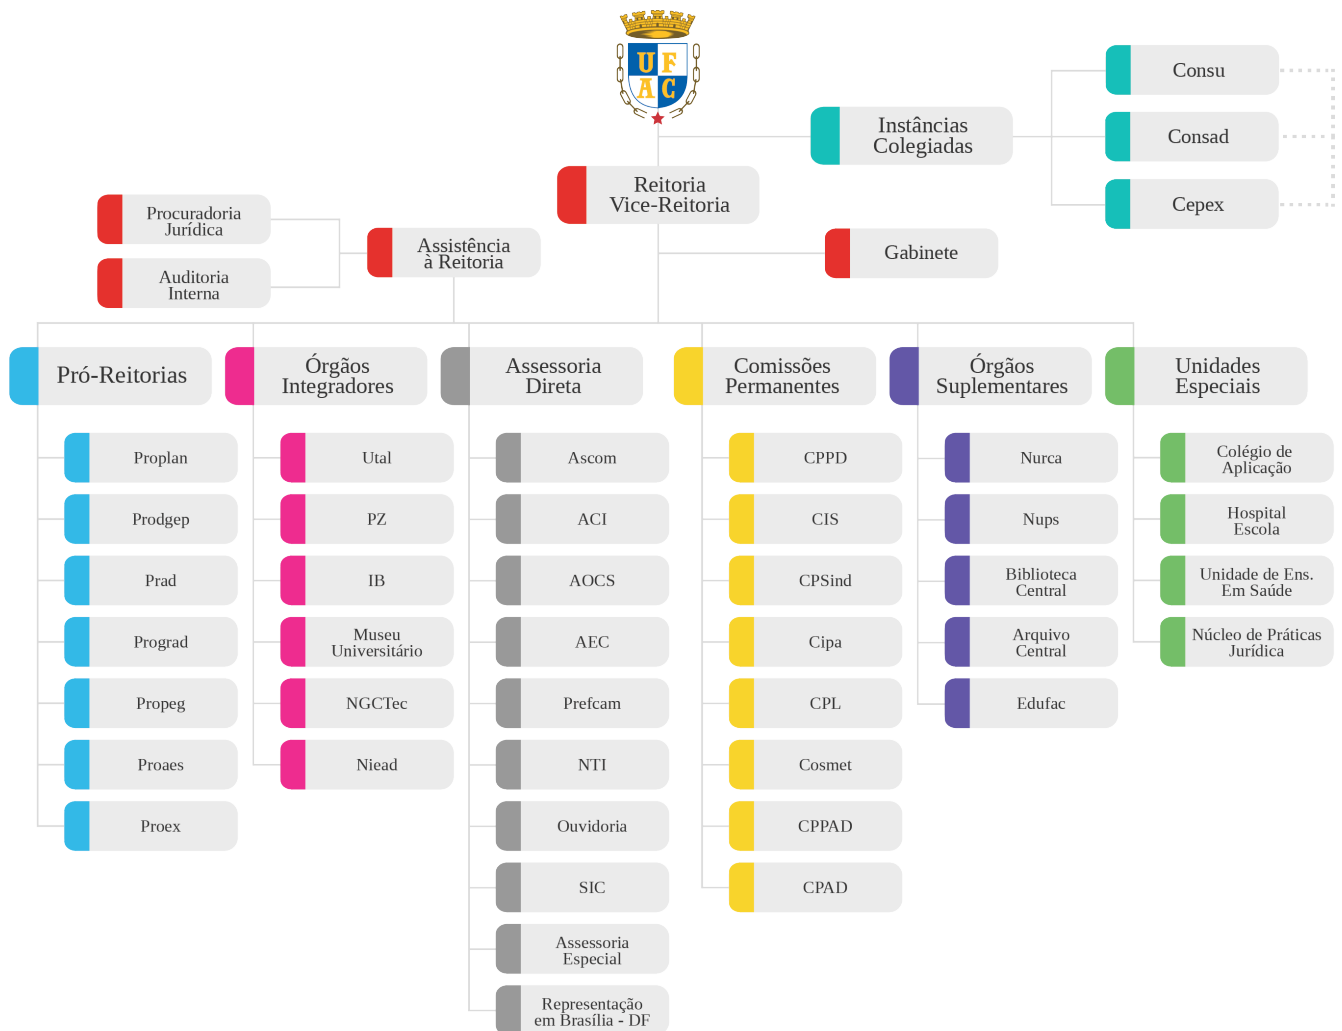 U F
A C
Instâncias
Colegiadas
Consu
Consad
Cepex
Reitoria
Vice-Reitoria
Procuradoria
Jurídica
Auditoria
Interna
Assistência
à Reitoria
Gabinete
Pró-Reitorias
Proplan
Prodgep
Prad
Prograd
Propeg
Proaes
Proex
Órgãos
Integradores
Utal
PZ
IB
Museu
Universitário
NGCTec
Niead
Assessoria
Direta
Ascom
ACI
AOCS
AEC
Prefcam
NTI
Ouvidoria
SIC
Assessoria
Especial
Representação
em Brasília - DF
Comissões
Permanentes
CPPD
CIS
CPSind
Cipa
CPL
Cosmet
CPPAD
CPAD
Órgãos
Suplementares
Nurca
Nups
Biblioteca
Central
Arquivo
Central
Edufac
Unidades
Especiais
Colégio de
Aplicação
Hospital
Escola
Unidade de Ens.
Em Saúde
Núcleo de Práticas
Jurídica